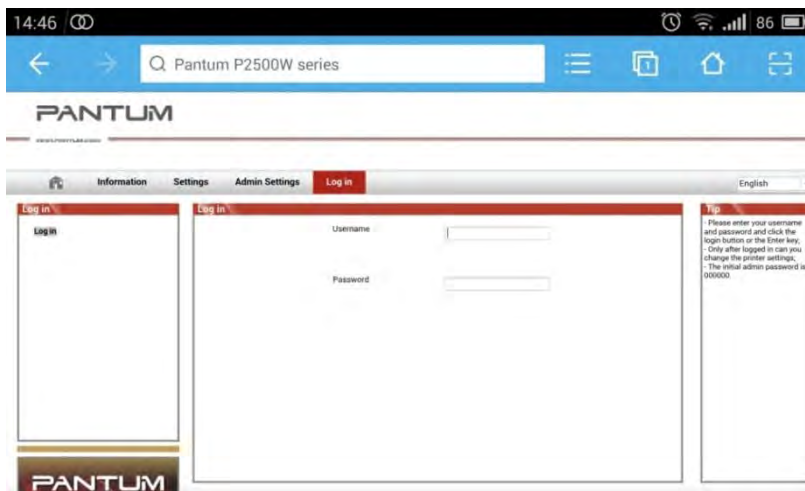 14:46
86
Pantum P2500W series
1
PANTUM
Information Settings Admin Settings Log in
English
Log in
Log in
Log in
Username
Password
Tip
- Please enter your username
and password and click the
login button or the Enter key;
- Only after logged in can you
change the printer settings;
- The initial admin password is
000000.
PANTUM